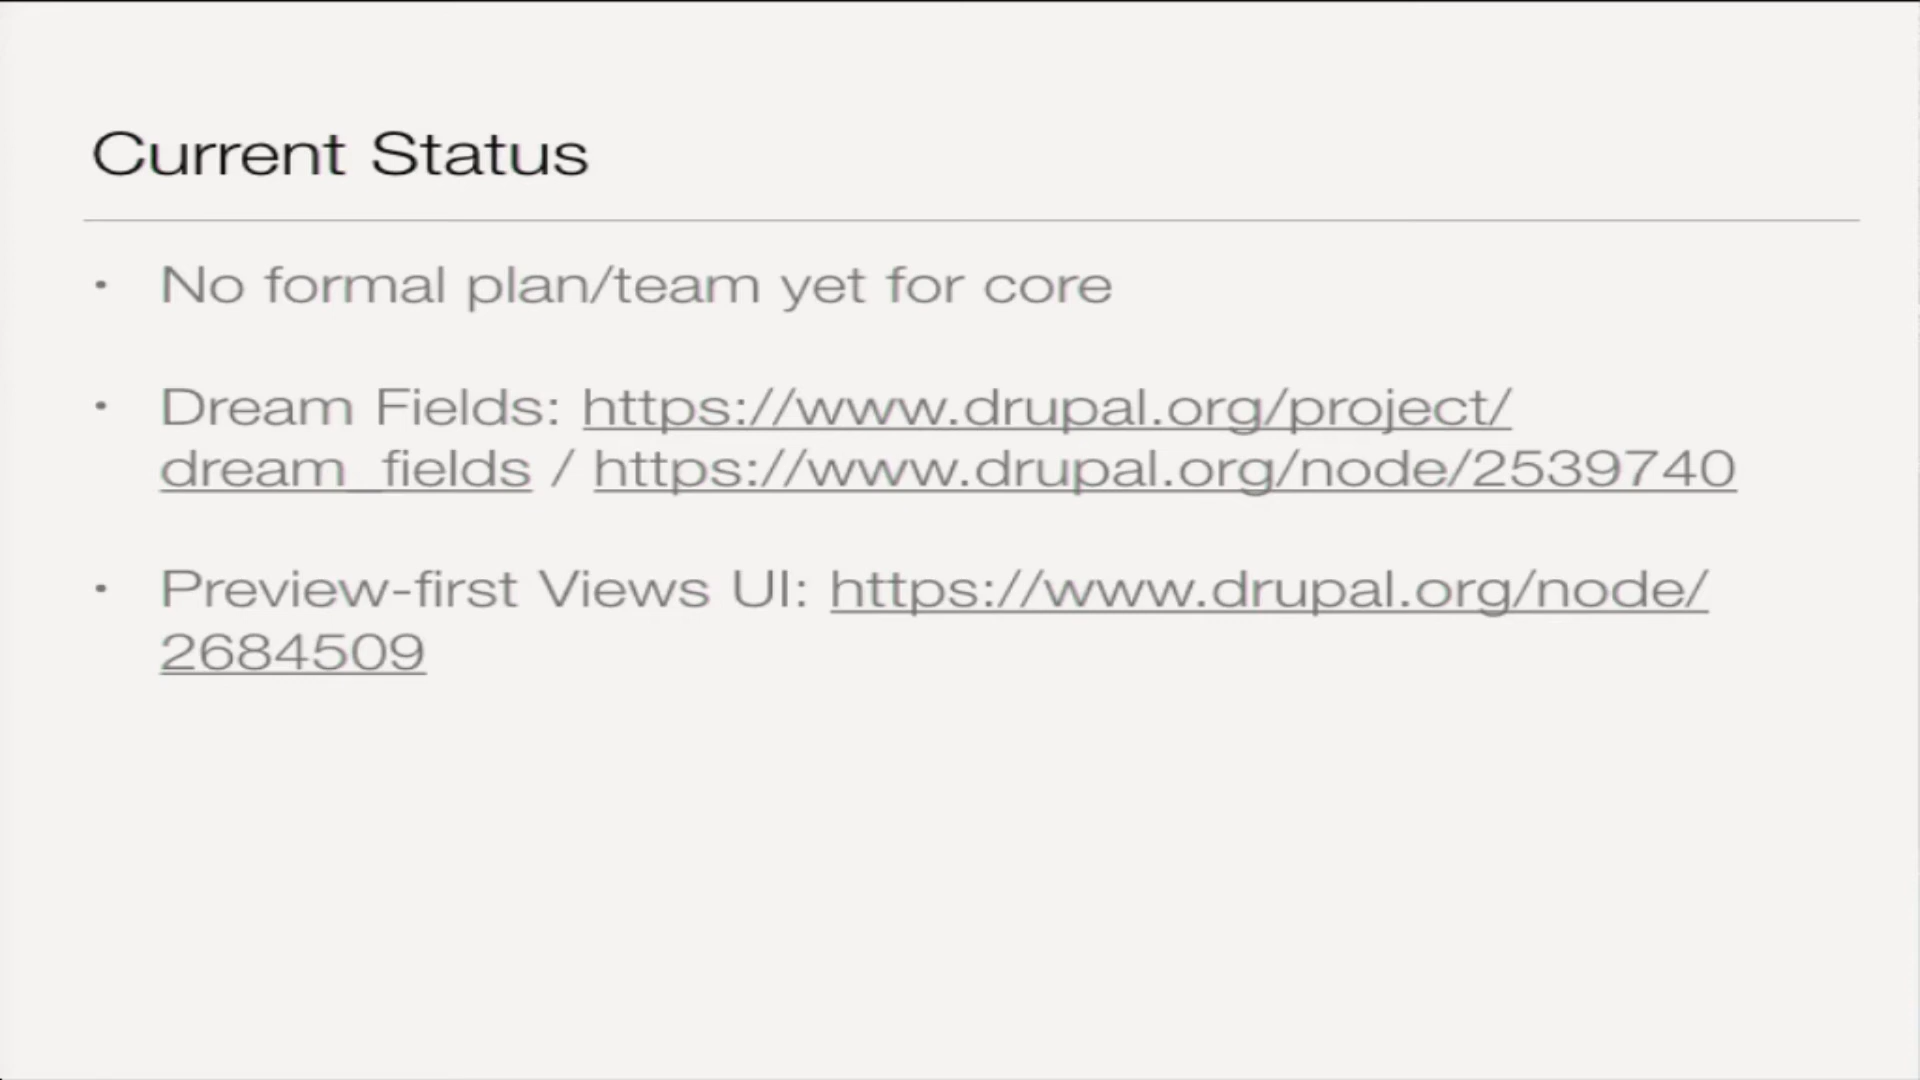 Current Status
• No formal plan/team yet for core
• Dream Fields: https://www.drupal.org/project/
dream_fields / https://www.drupal.org/node/2539740
• Preview-first Views UI: https://www.drupal.org/node/
2684509